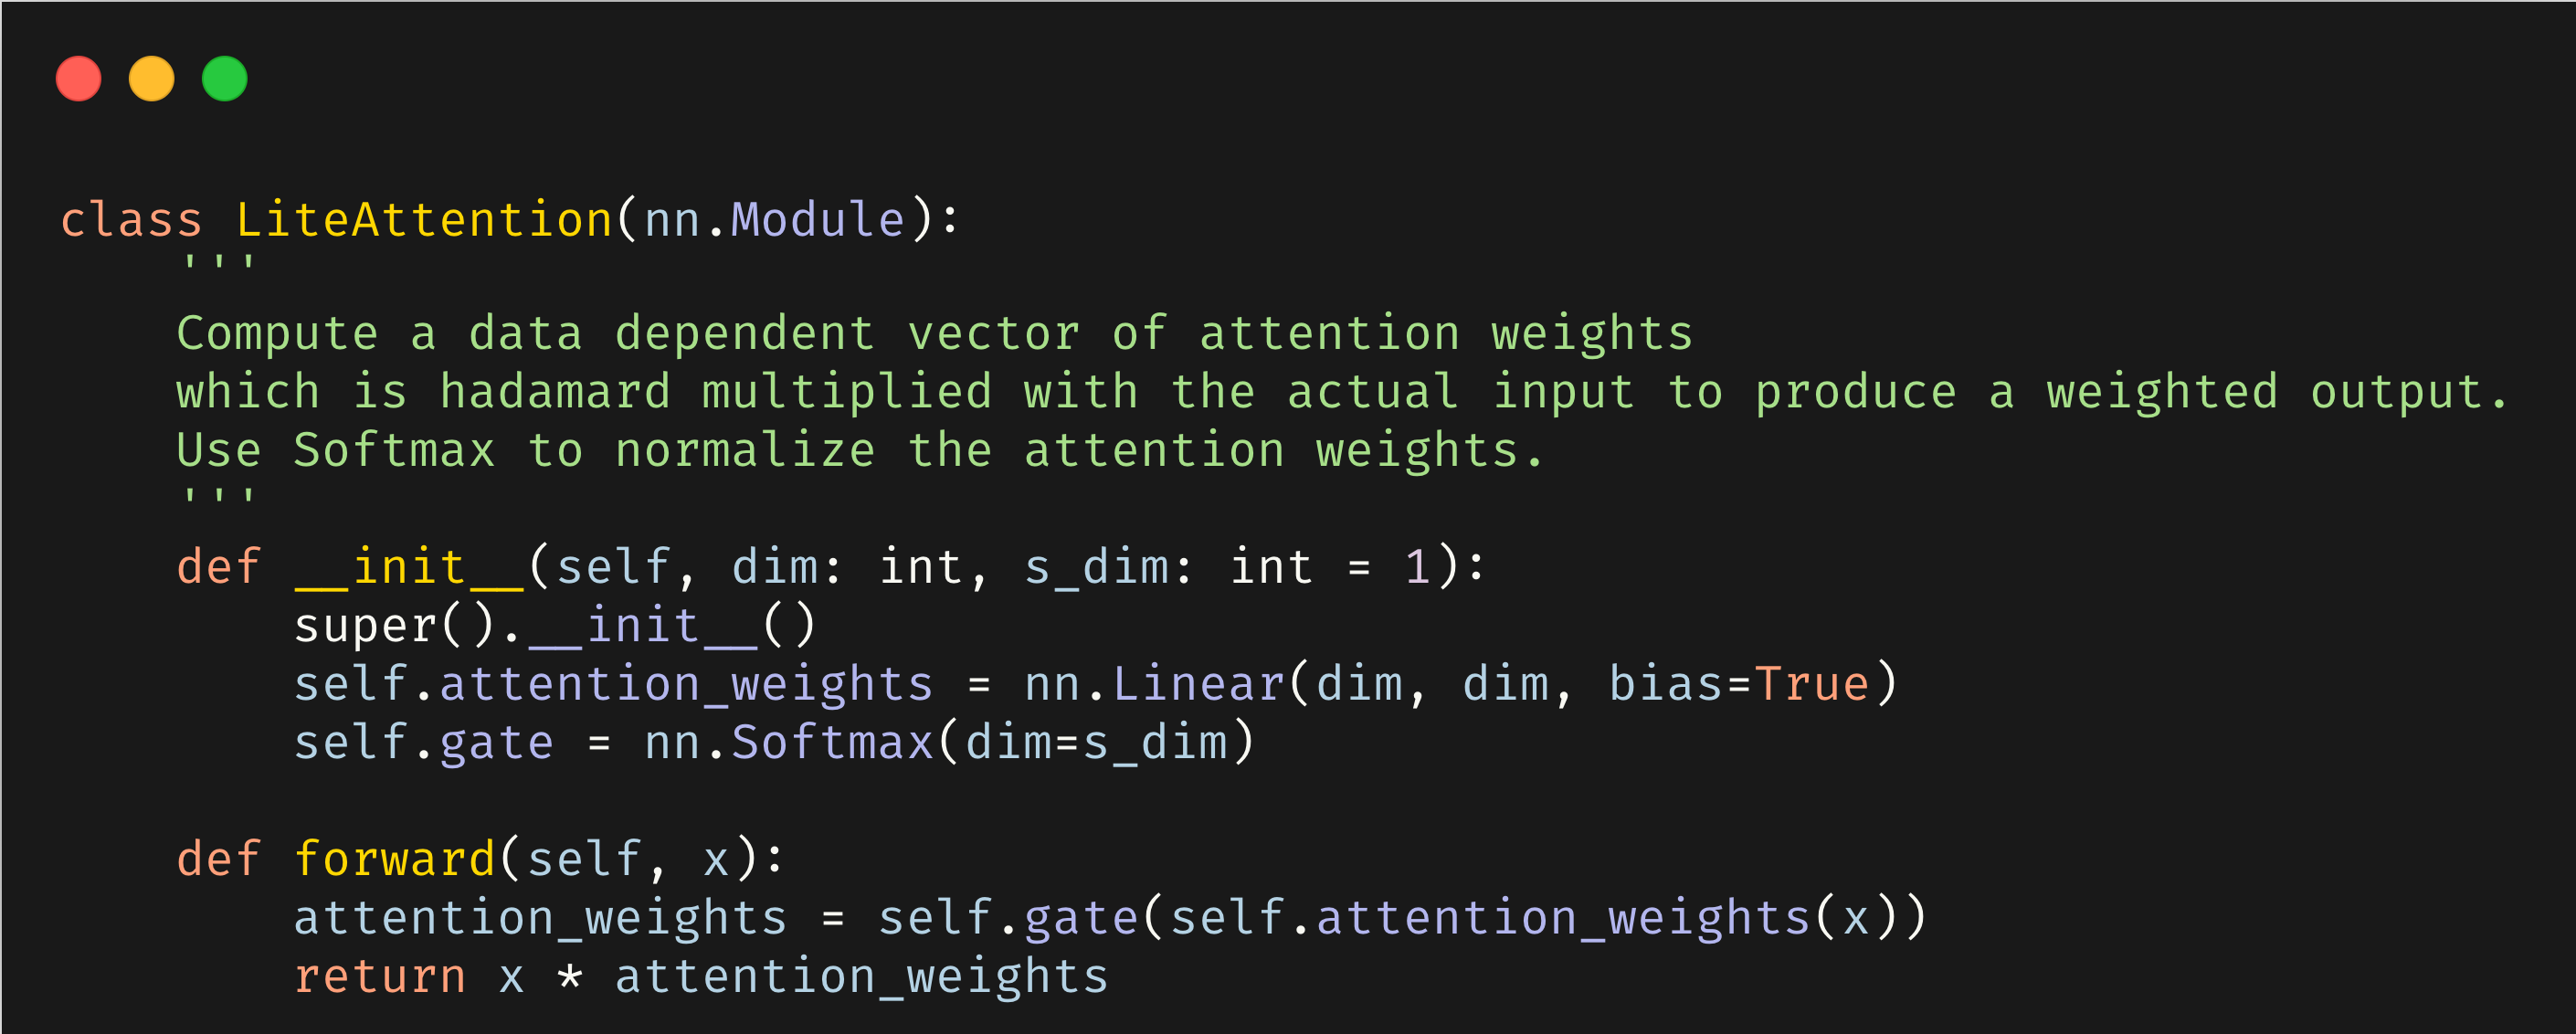 class LiteAttention(nn.Module):
    '''
    Compute a data dependent vector of attention weights
    which is hadamard multiplied with the actual input to produce a weighted output.
    Use Softmax to normalize the attention weights.
    '''
    def __init__(self, dim: int, s_dim: int = 1):
        super().__init__()
        self.attention_weights = nn.Linear(dim, dim, bias=True)
        self.gate = nn.Softmax(dim=s_dim)

    def forward(self, x):
        attention_weights = self.gate(self.attention_weights(x))
        return x * attention_weights